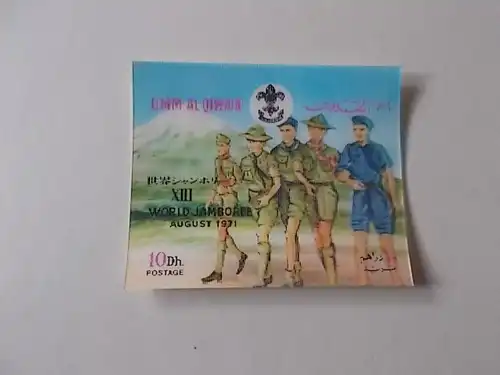 UMM AL QIWAIN
世界ジャンボリー
XIII
WORLD JAMBOREE
AUGUST 1971
10 Dh.
POSTAGE